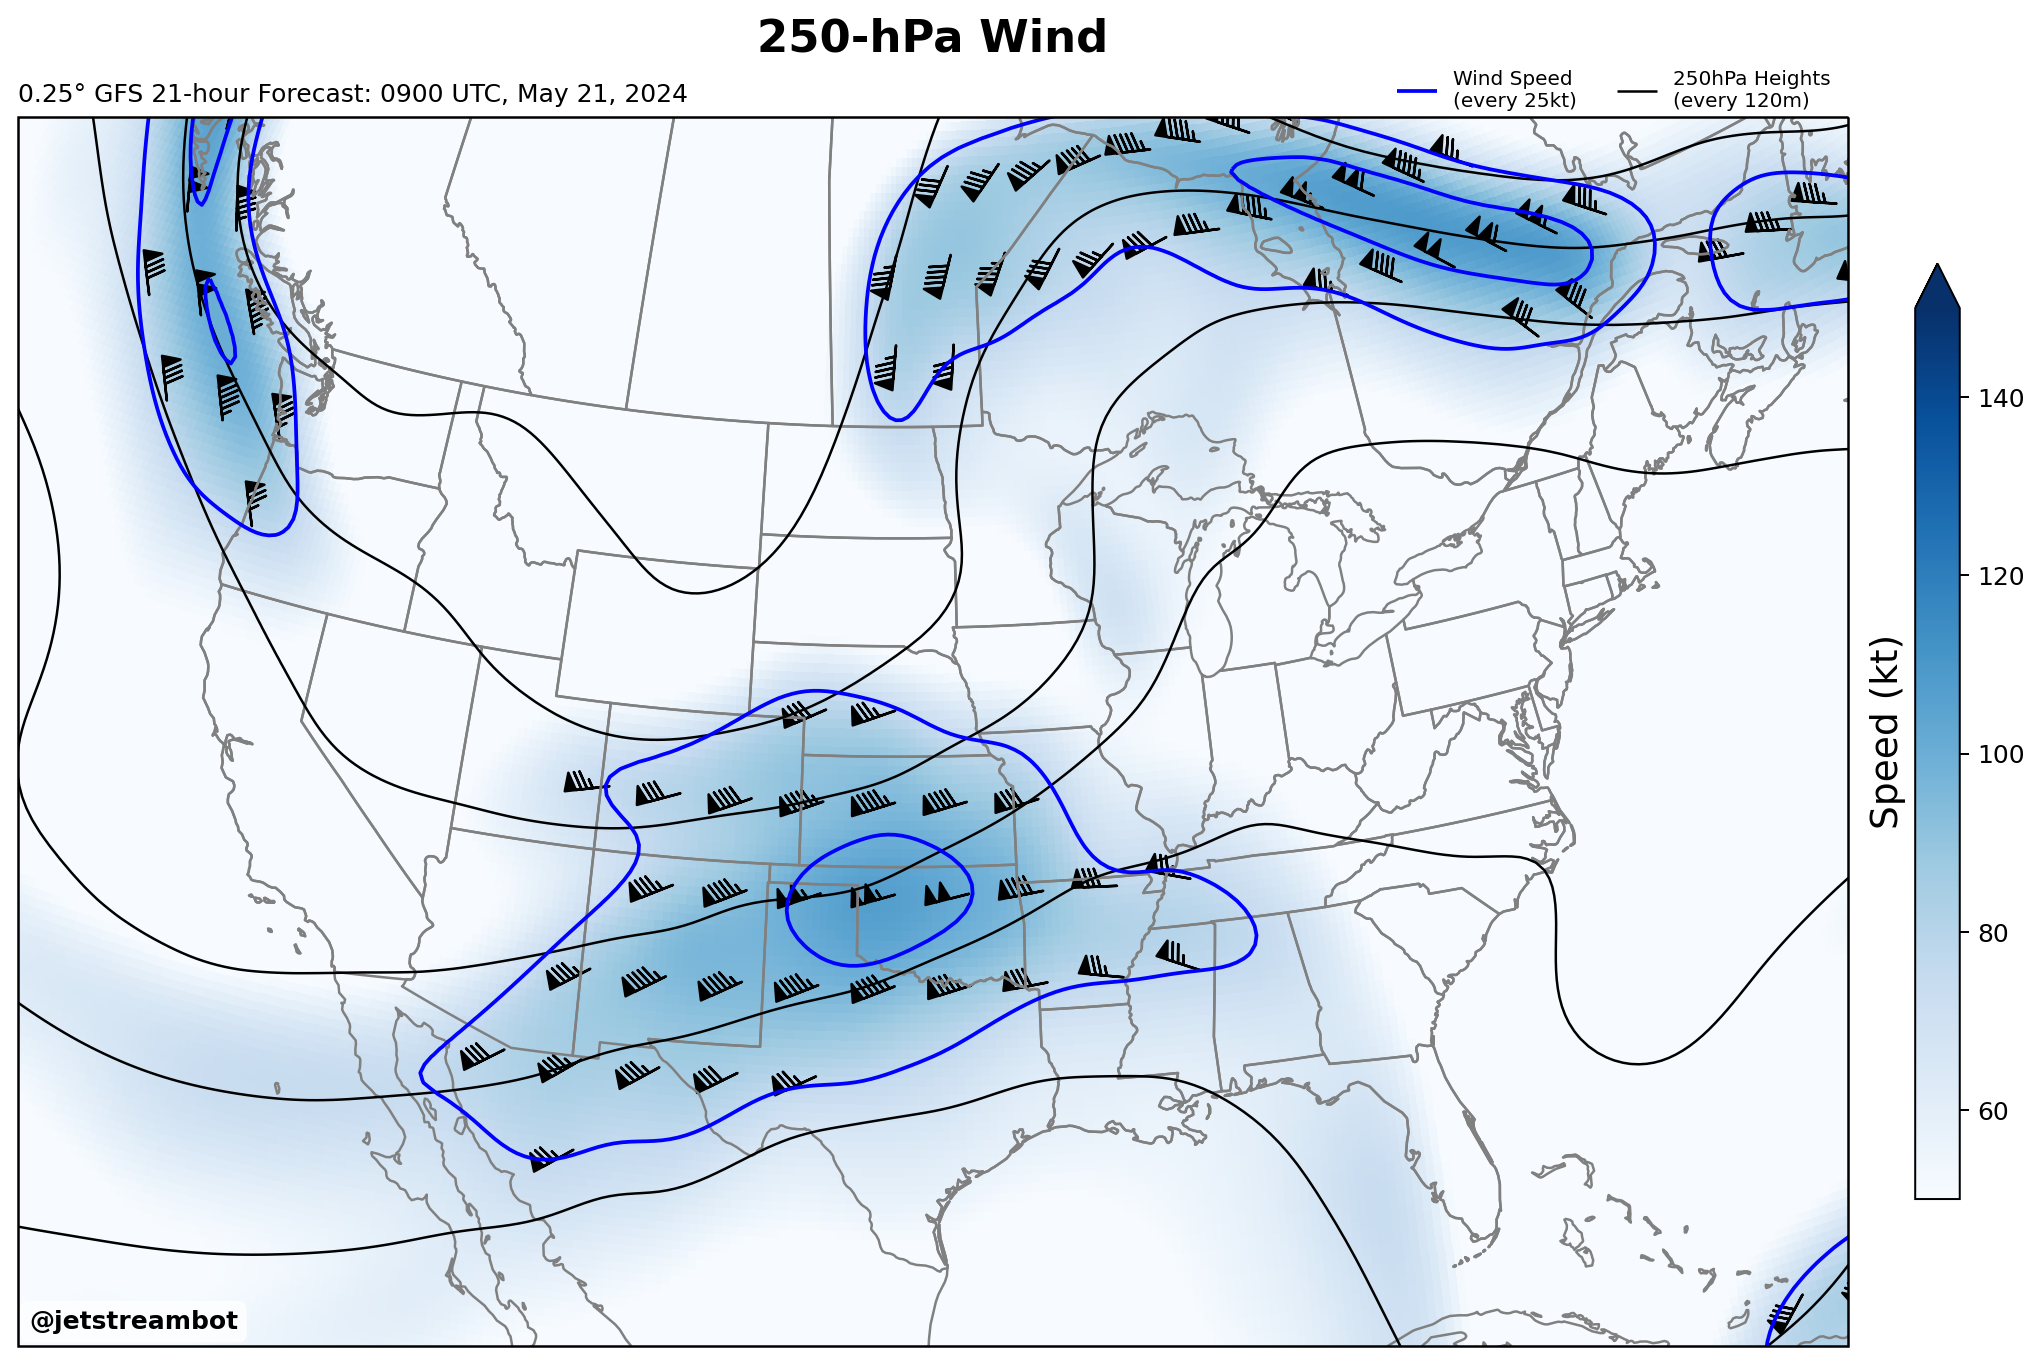 250-hPa Wind
0.25° GFS 21-hour Forecast: 0900 UTC, May 21, 2024
Wind Speed
(every 25kt)
250hPa Heights
(every 120m)
140
120
100
80
60
Speed (kt)
@jetstreambot